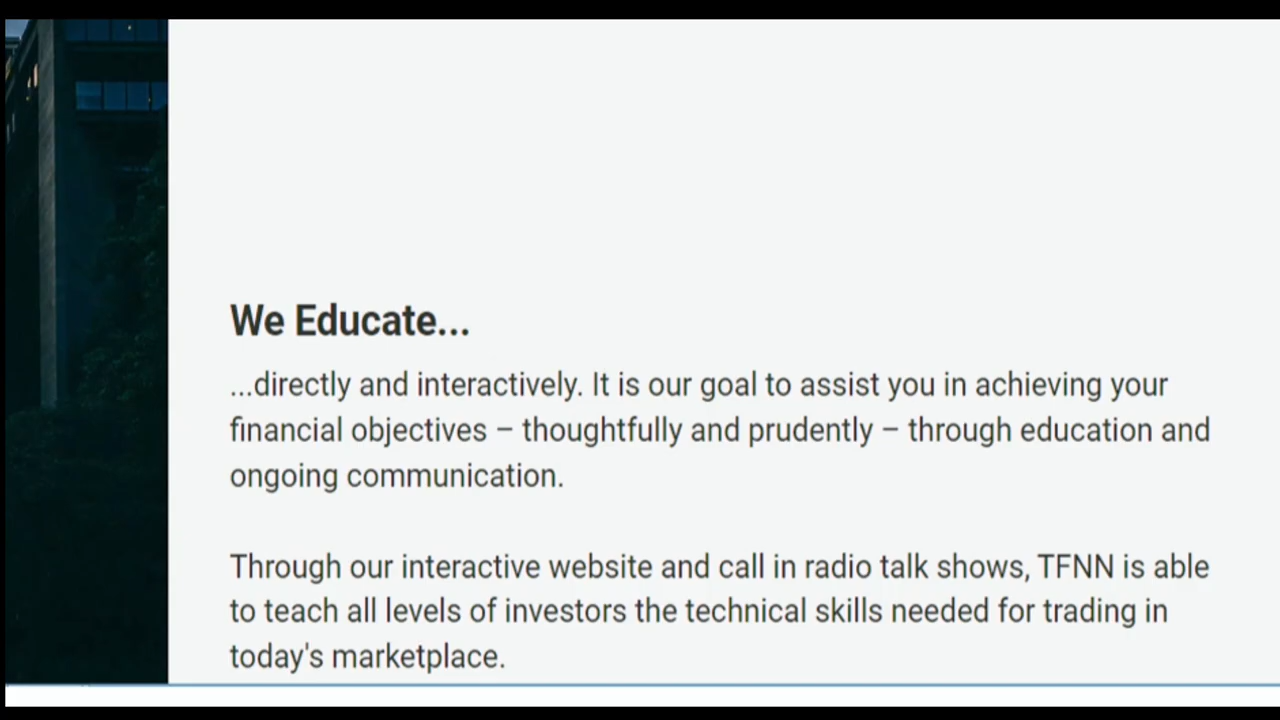 We Educate...
...directly and interactively. It is our goal to assist you in achieving your
financial objectives – thoughtfully and prudently – through education and
ongoing communication.
Through our interactive website and call in radio talk shows, TFNN is able
to teach all levels of investors the technical skills needed for trading in
today's marketplace.